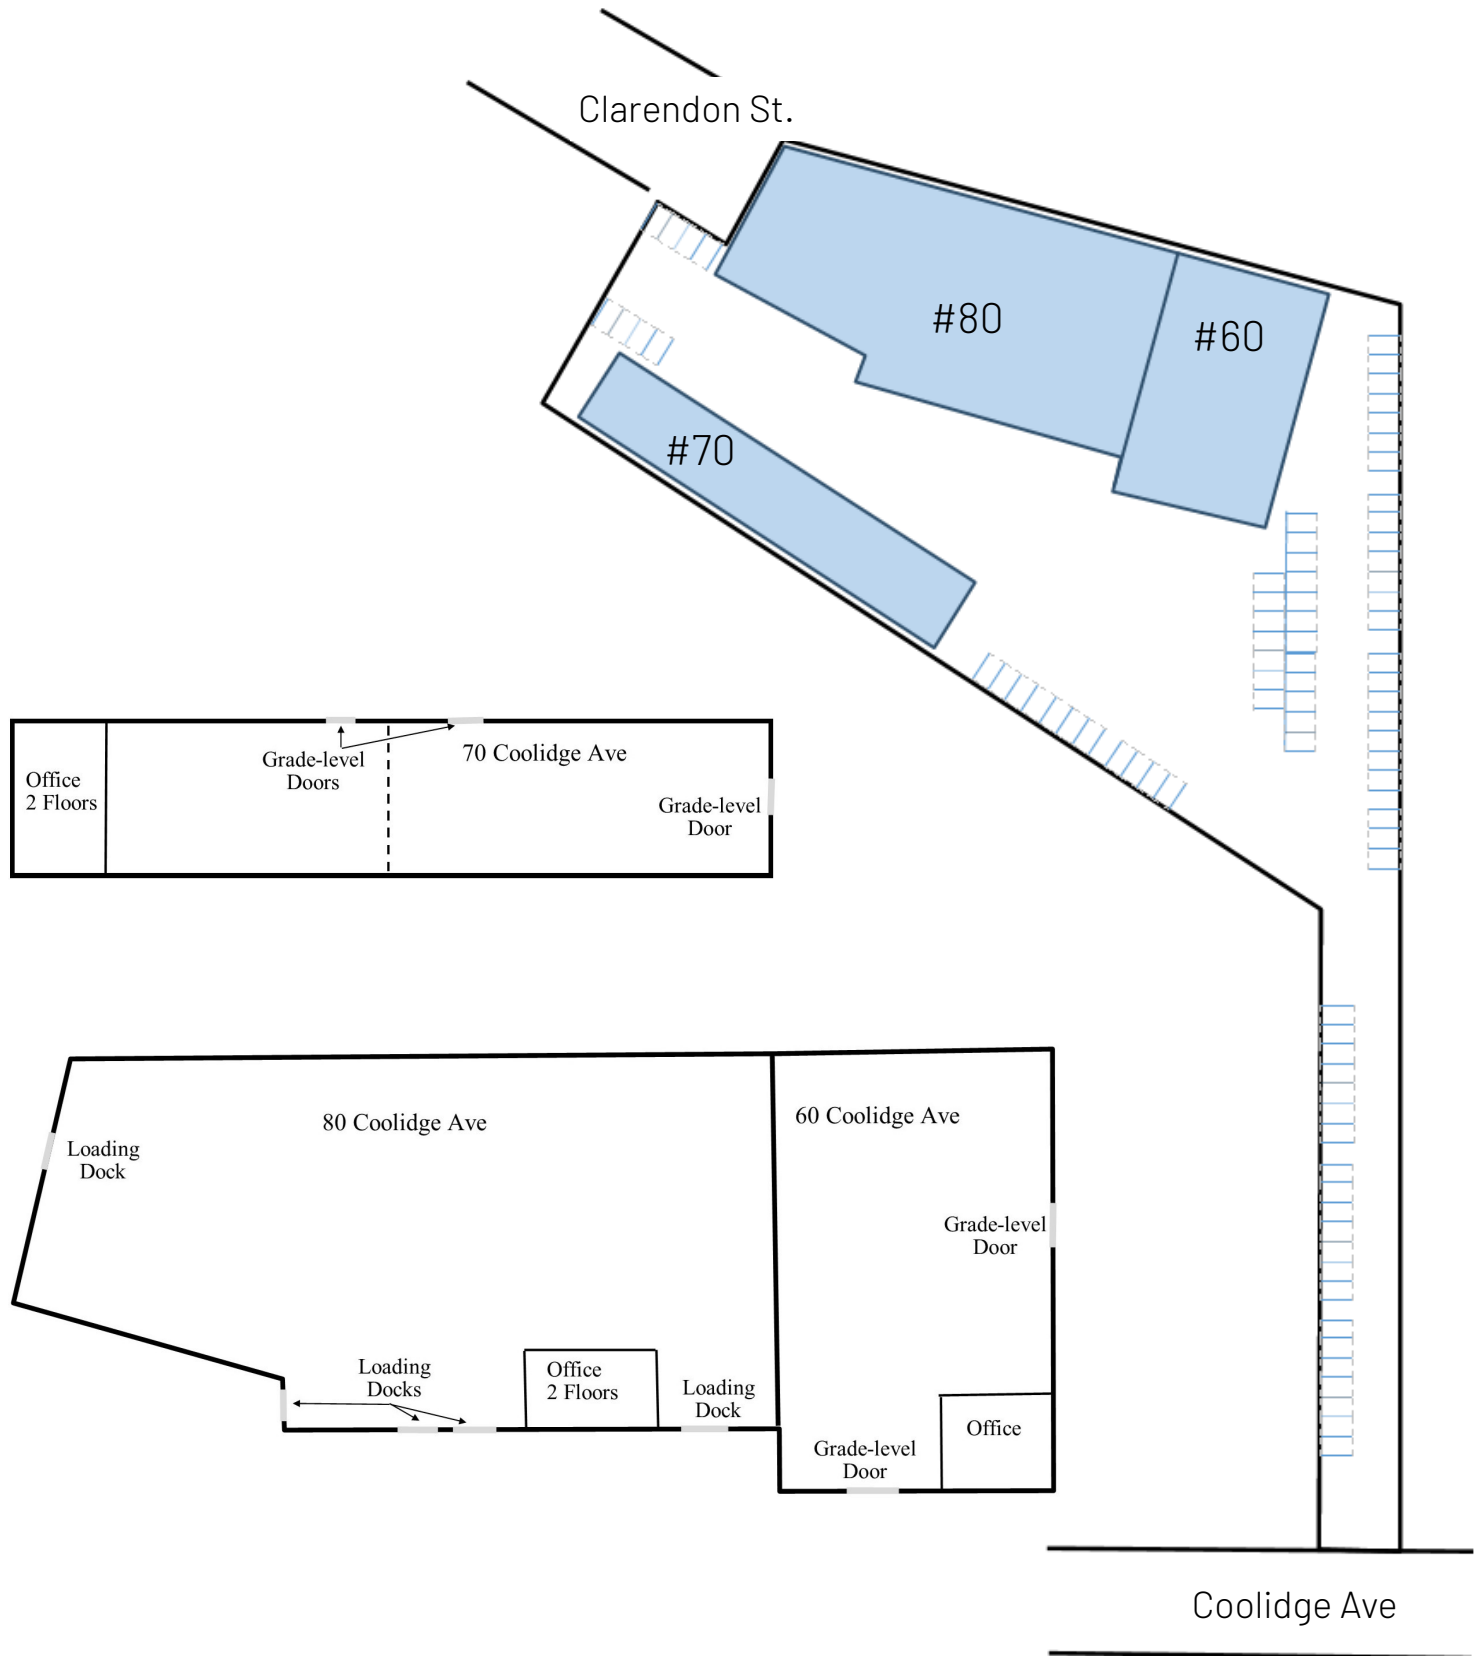 Clarendon St.
#80
#60
#70
Grade-level
Doors
70 Coolidge Ave
Office
2 Floors
Grade-level
Door
80 Coolidge Ave
60 Coolidge Ave
Loading
Dock
Grade-level
Door
Loading
Docks
Office
2 Floors
Loading
Dock
Grade-level
Door
Office
Coolidge Ave